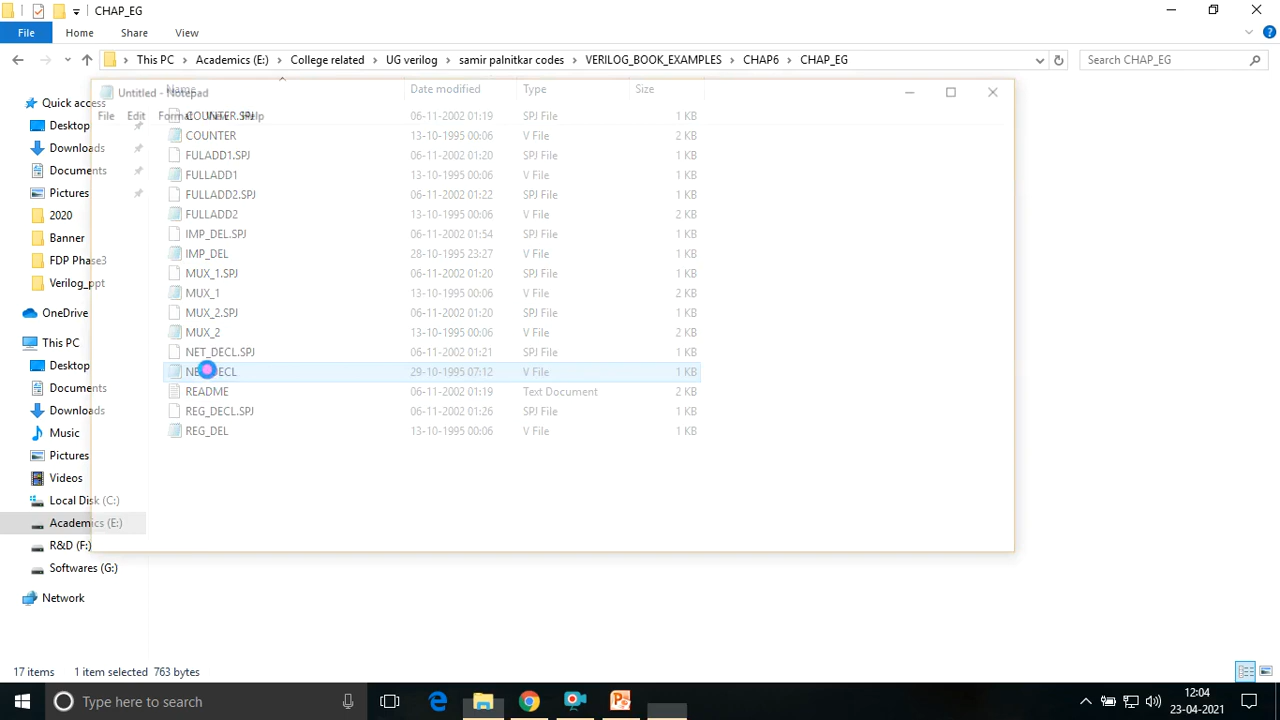 CHAP_EG
File Home Share View
This PC Academics (E:) College related UG verilog samir palnitkar codes VERILOG_BOOK_EXAMPLES CHAP6 CHAP_EG Search CHAP_EG
Untitled - Notepad
File Edit Format View Help
Name Date modified Type Size
COUNTER.SPJ 06-11-2002 01:19 SPJ File 1 KB
COUNTER 13-10-1995 00:06 V File 2 KB
FULADD1.SPJ 06-11-2002 01:20 SPJ File 1 KB
FULLADD1 13-10-1995 00:06 V File 1 KB
FULLADD2.SPJ 06-11-2002 01:22 SPJ File 1 KB
FULLADD2 13-10-1995 00:06 V File 2 KB
IMP_DEL.SPJ 06-11-2002 01:54 SPJ File 1 KB
IMP_DEL 28-10-1995 23:27 V File 1 KB
MUX_1.SPJ 06-11-2002 01:20 SPJ File 1 KB
MUX_1 13-10-1995 00:06 V File 2 KB
MUX_2.SPJ 06-11-2002 01:20 SPJ File 1 KB
MUX_2 13-10-1995 00:06 V File 2 KB
NET_DECL.SPJ 06-11-2002 01:21 SPJ File 1 KB
NET_DECL 29-10-1995 07:12 V File 1 KB
README 06-11-2002 01:19 Text Document 2 KB
REG_DECL.SPJ 06-11-2002 01:26 SPJ File 1 KB
REG_DEL 13-10-1995 00:06 V File 1 KB
Quick access
Desktop
Downloads
Documents
Pictures
2020
Banner
FDP Phase3
Verilog_ppt
OneDrive
This PC
Desktop
Documents
Downloads
Music
Pictures
Videos
Local Disk (C:)
Academics (E:)
R&D (F:)
Softwares (G:)
Network
17 items 1 item selected 763 bytes
Type here to search
12:04
23-04-2021